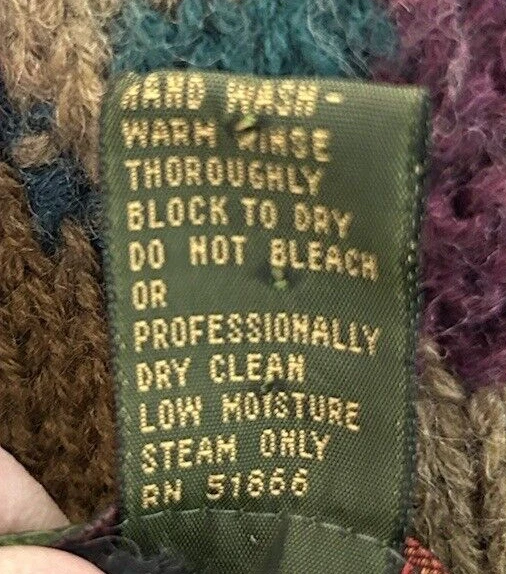 HAND WASH-
WARM RINSE
THOROUGHLY
BLOCK TO DRY
DO NOT BLEACH
OR
PROFESSIONALLY
DRY CLEAN
LOW MOISTURE
STEAM ONLY
RN 51866